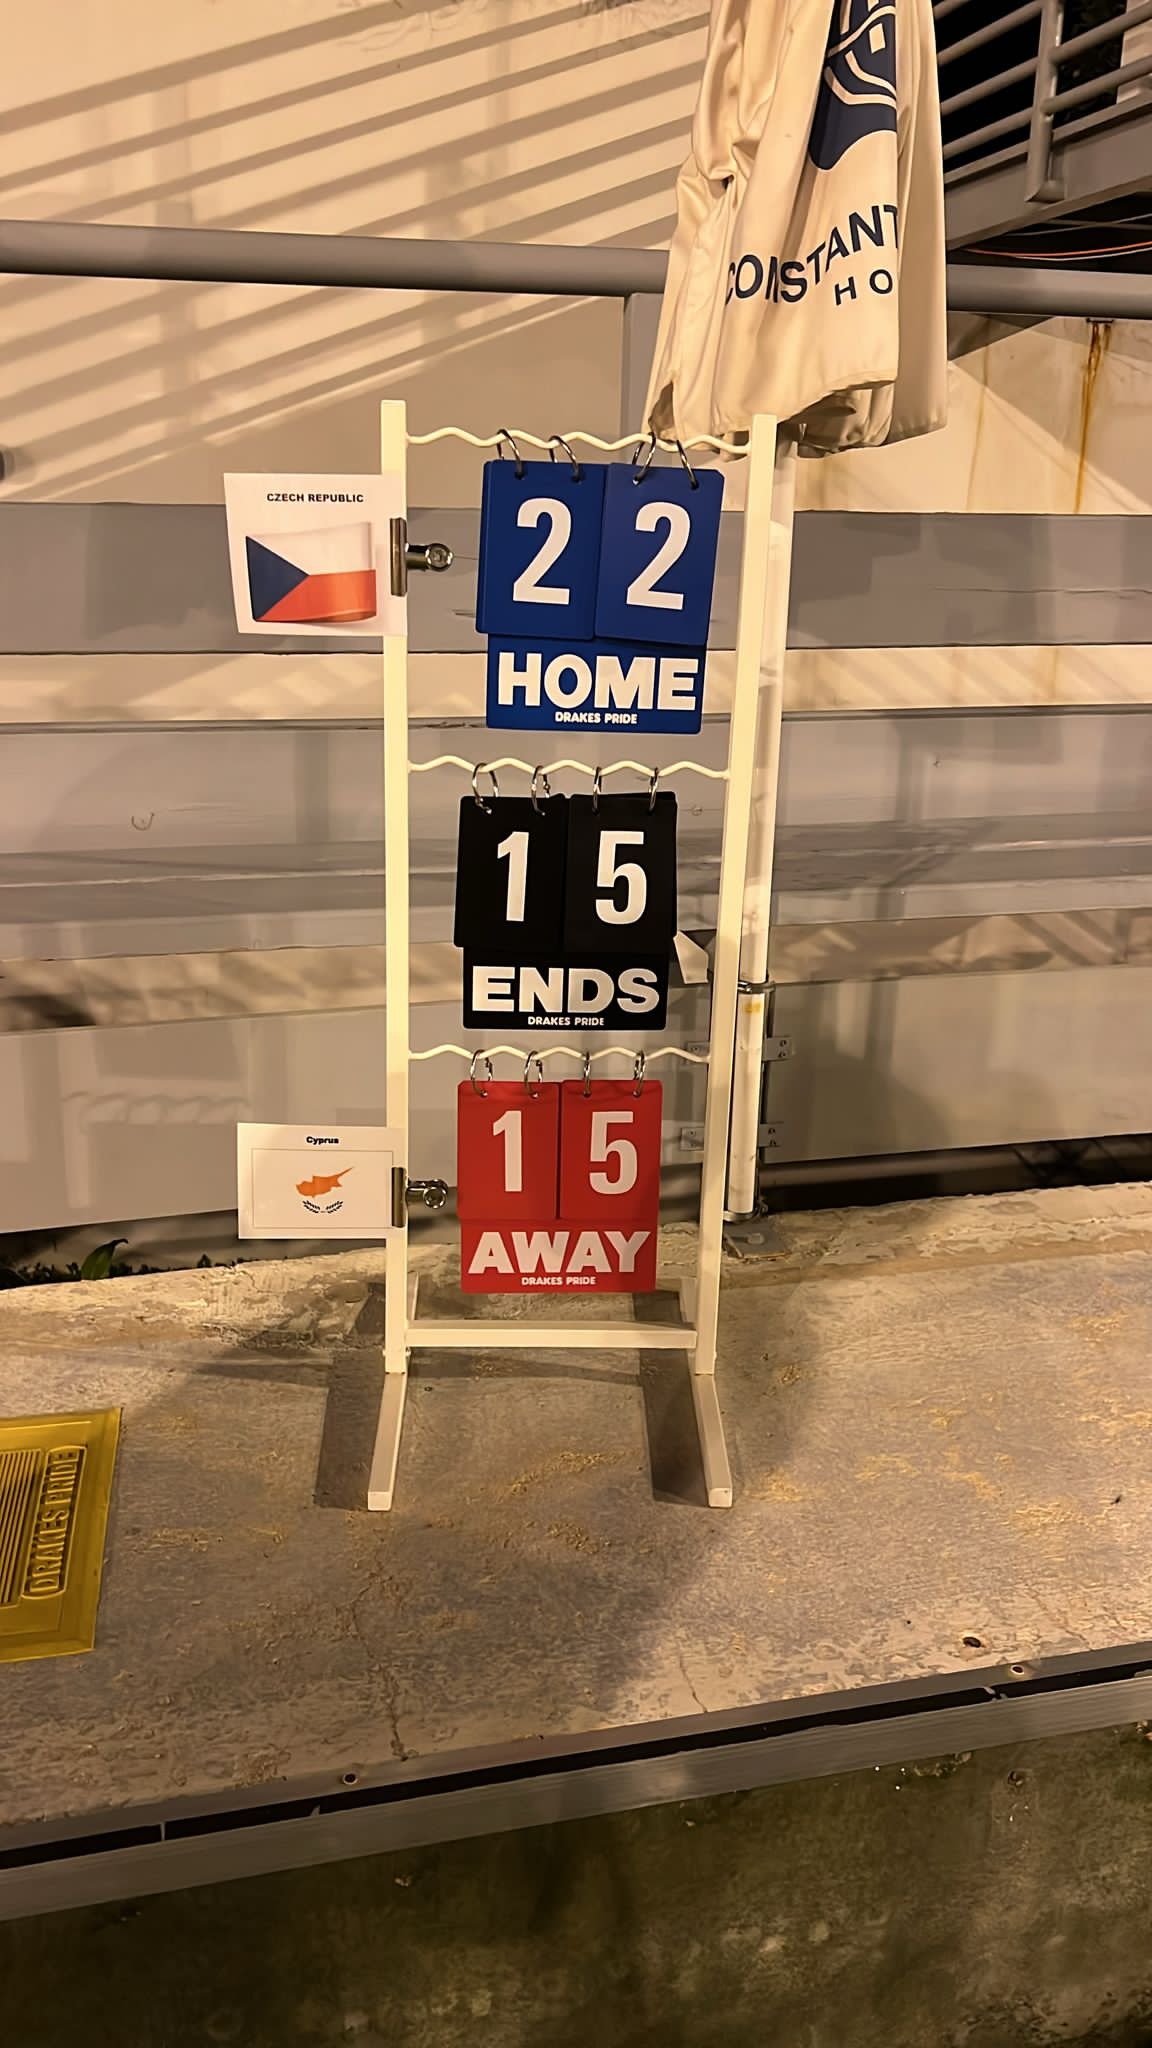 CONSTANT
HO
CZECH REPUBLIC
22
HOME
DRAKES PRIDE
15
ENDS
DRAKES PRIDE
Cyprus
15
AWAY
DRAKES PRIDE
DRAKES PRIDE